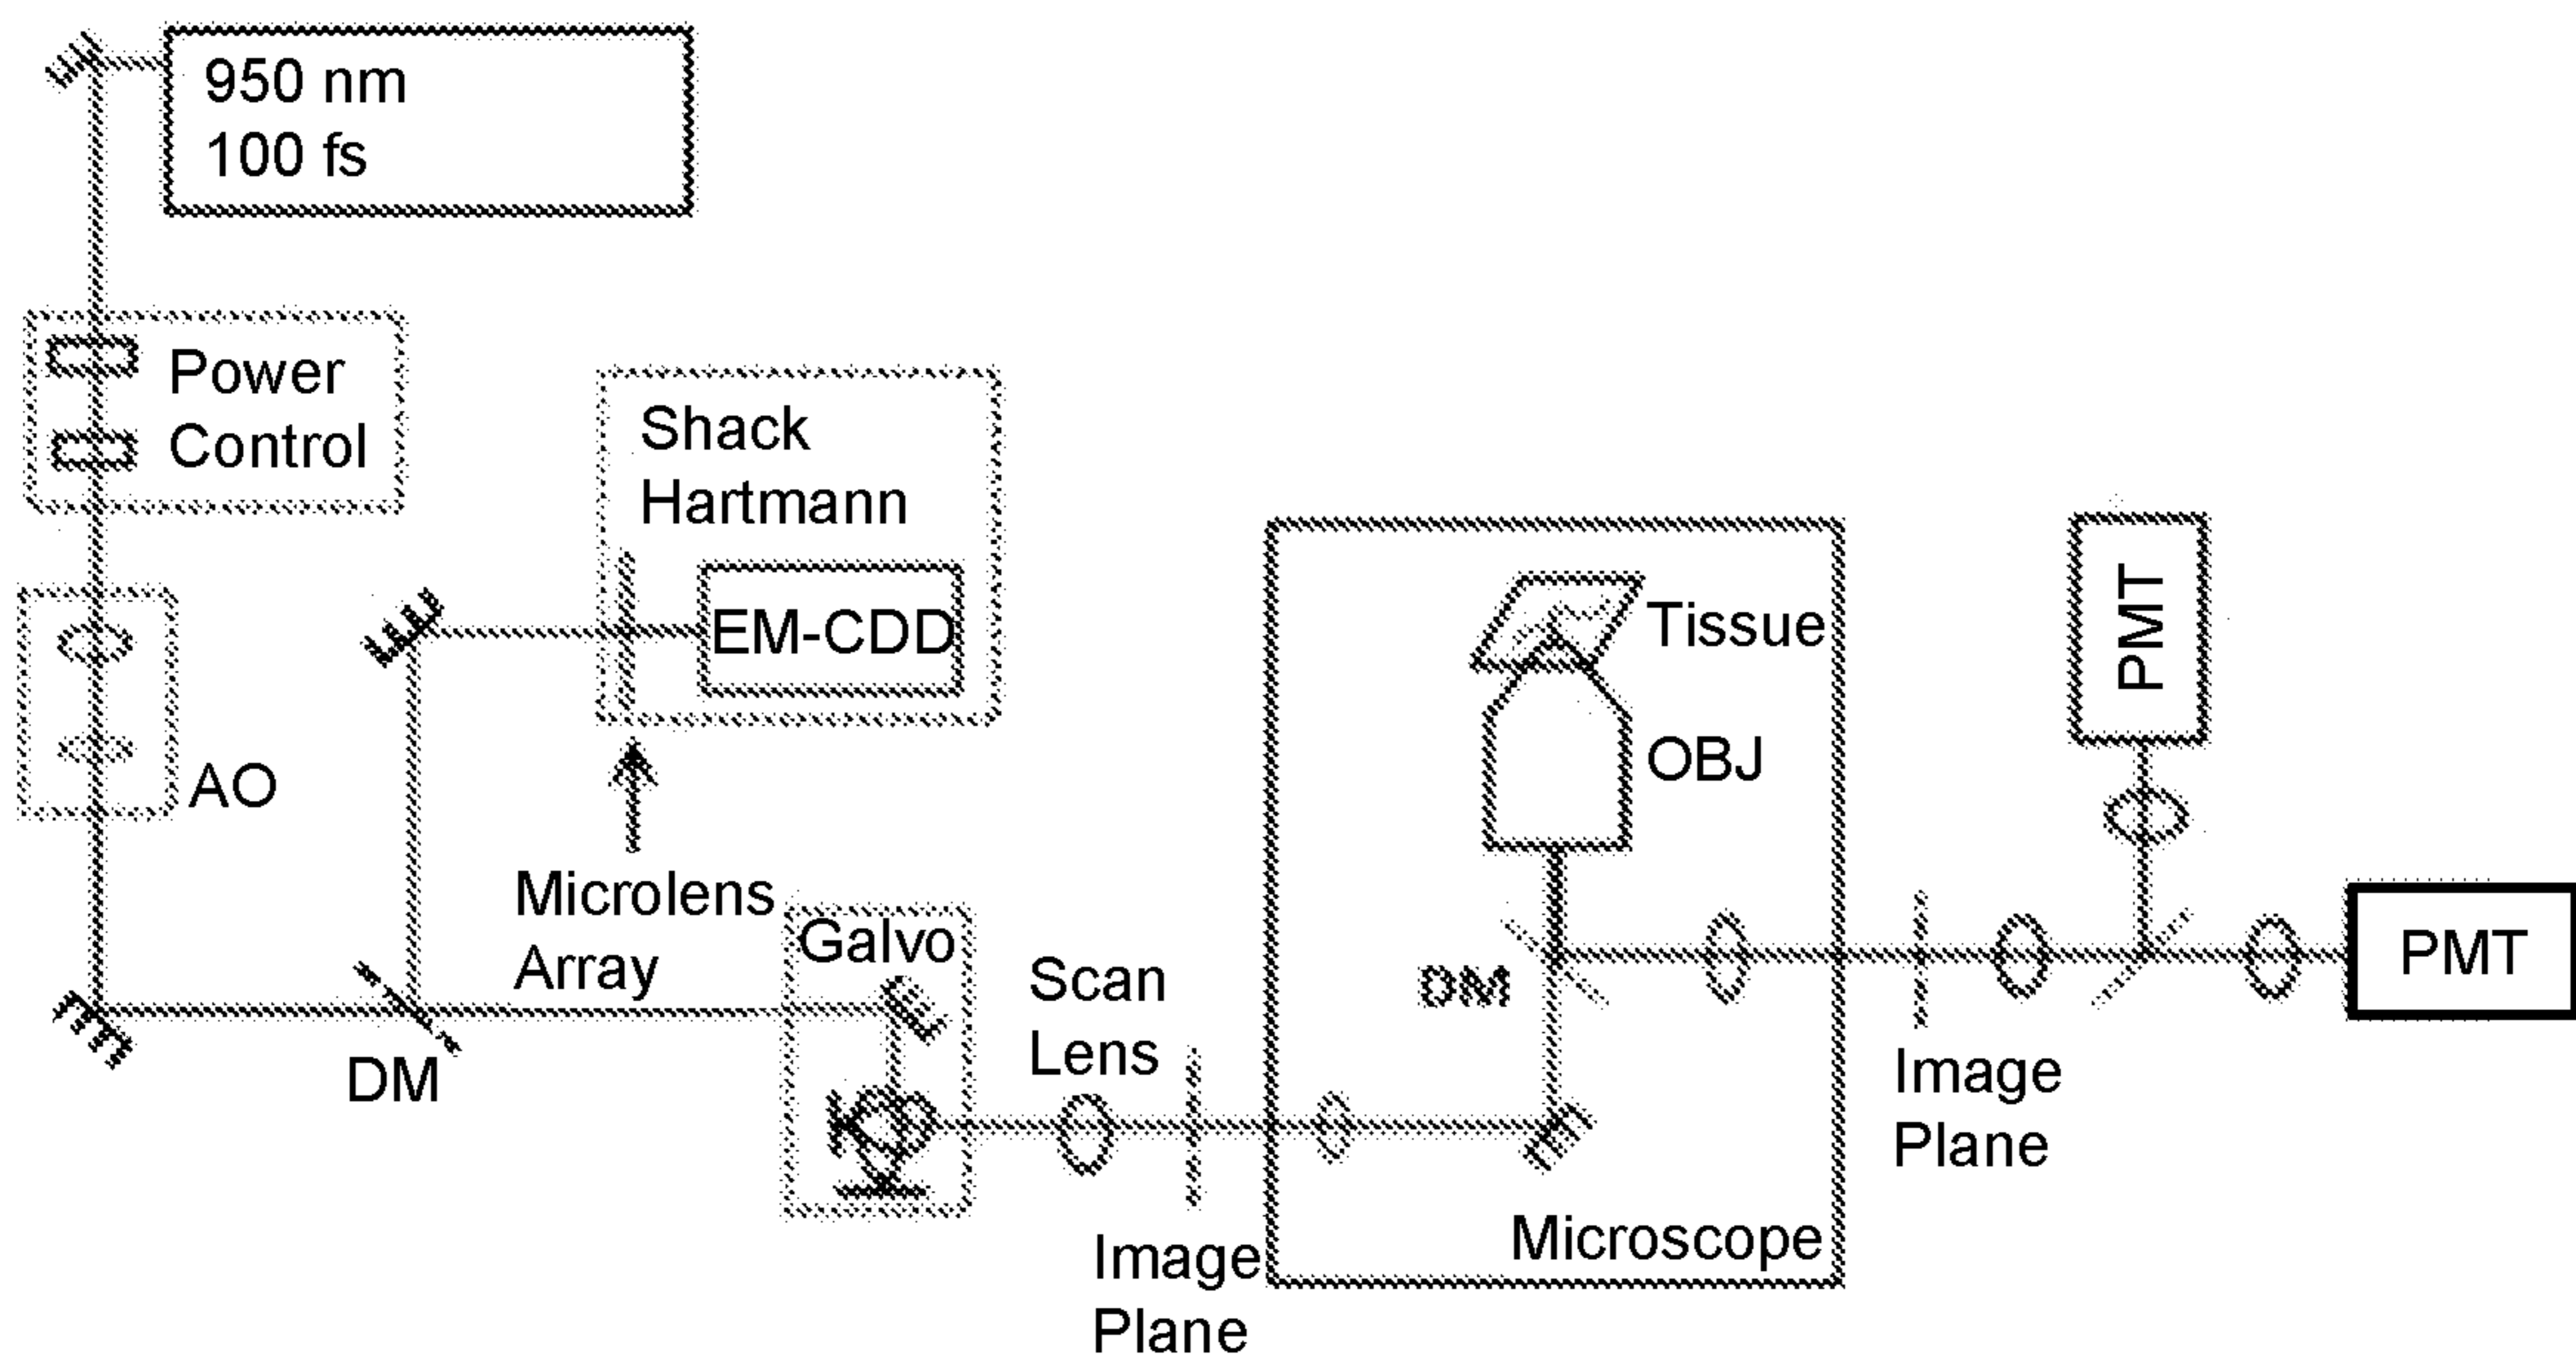 950 nm
100 fs
Power
Control
Shack
Hartmann
EM-CDD
AO
Microlens
Array
DM
Galvo
Scan
Lens
Image
Plane
Tissue
OBJ
DM
Microscope
Image
Plane
PMT
PMT